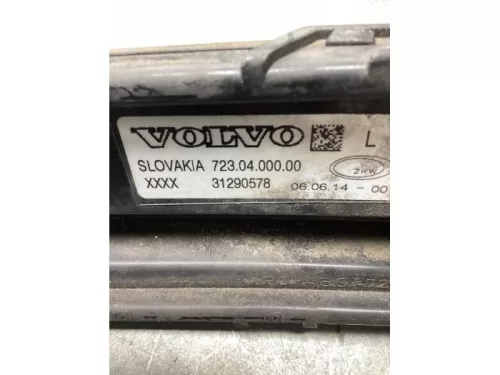 VOLVO L
SLOVAKIA 723.04.000.00 ZKW
XXXX 31290578 06.06.14 - 00